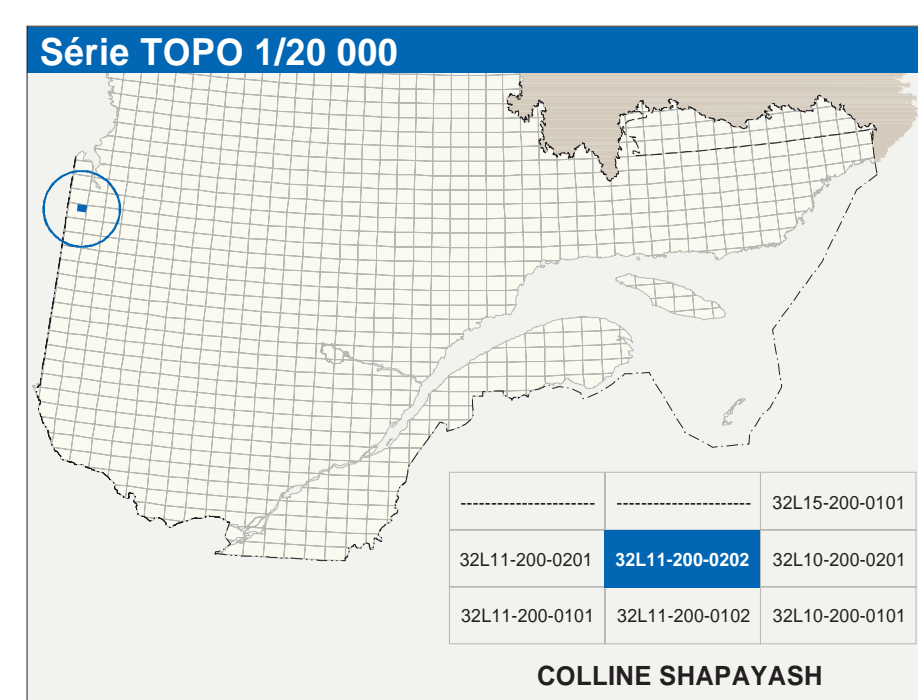 Série TOPO 1/20 000
-------------------- -------------------- 32L15-200-0101
32L11-200-0201 32L11-200-0202 32L10-200-0201
32L11-200-0101 32L11-200-0102 32L10-200-0101
COLLINE SHAPAYASH